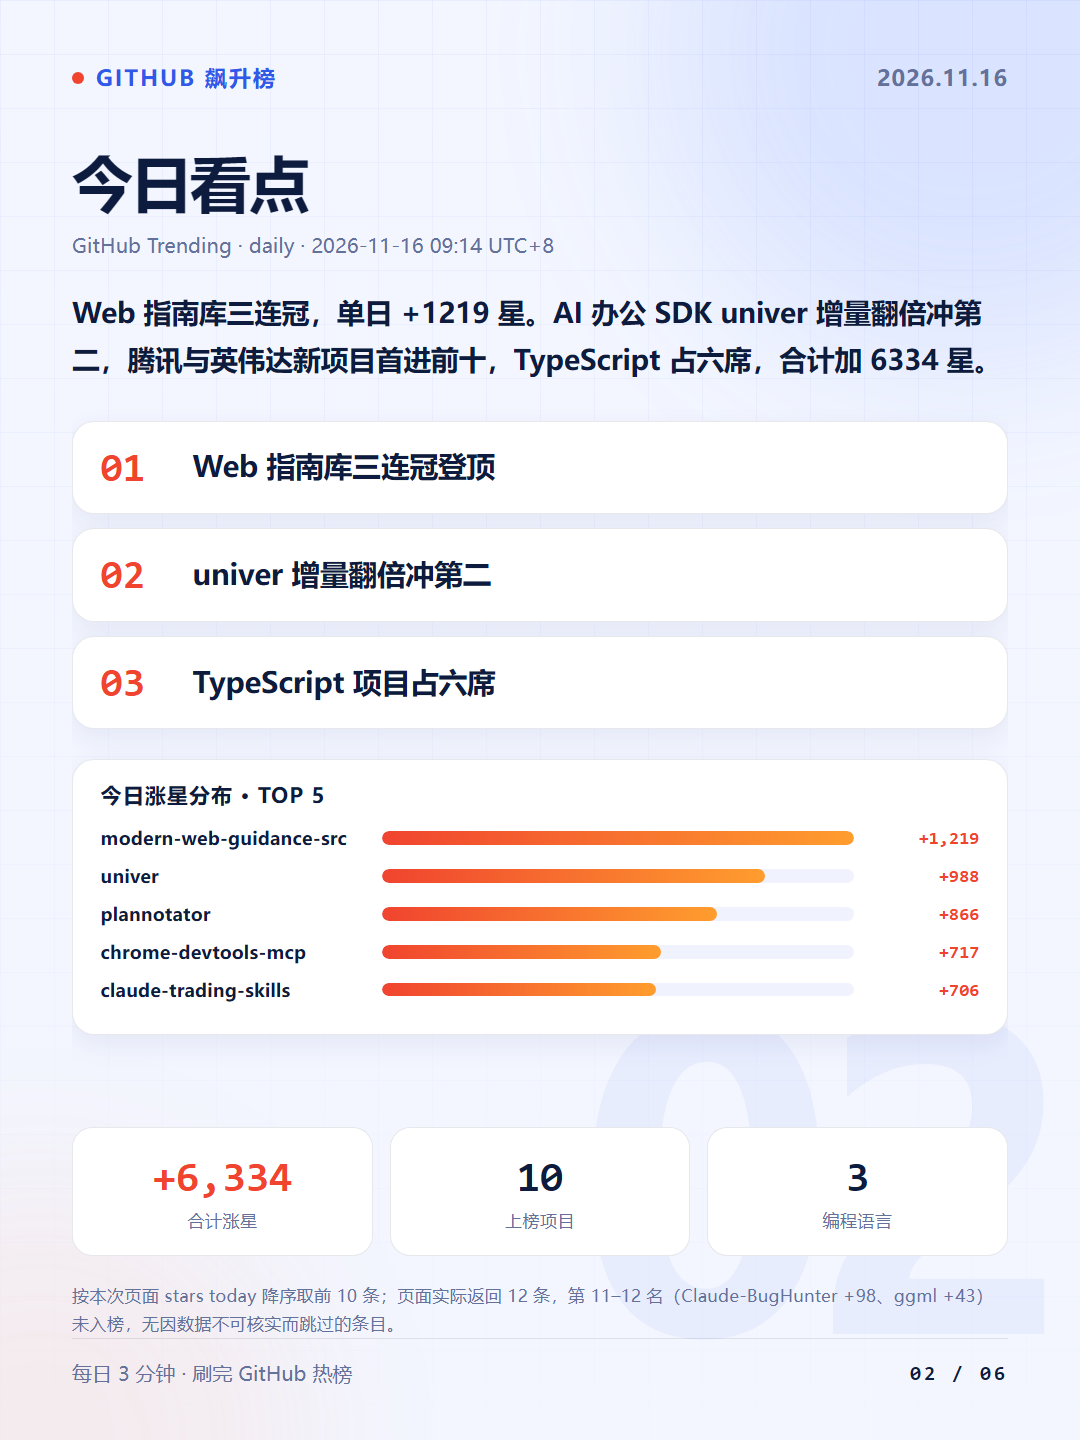 GITHUB 飙升榜
2026.11.16
今日看点
GitHub Trending · daily · 2026-11-16 09:14 UTC+8
Web 指南库三连冠，单日 +1219 星。AI 办公 SDK univer 增量翻倍冲第
二，腾讯与英伟达新项目首进前十，TypeScript 占六席，合计加 6334 星。
01 Web 指南库三连冠登顶
02 univer 增量翻倍冲第二
03 TypeScript 项目占六席
今日涨星分布 • TOP 5
modern-web-guidance-src +1,219
univer +988
plannotator +866
chrome-devtools-mcp +717
claude-trading-skills +706
+6,334
合计涨星
10
上榜项目
3
编程语言
02
按本次页面 stars today 降序取前 10 条；页面实际返回 12 条，第 11–12 名（Claude-BugHunter +98、ggml +43）
未入榜，无因数据不可核实而跳过的条目。
每日 3 分钟 · 刷完 GitHub 热榜
02 / 06